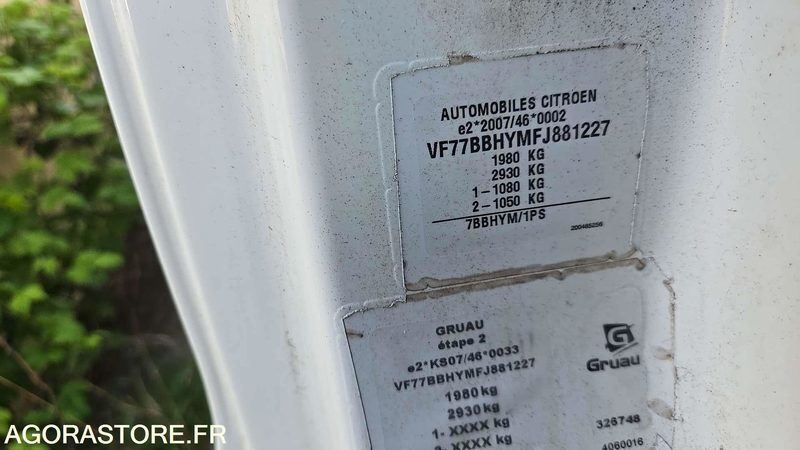 AUTOMOBILES CITROEN
e2*2007/46*0002
VF77BBHYMFJ881227
1980 KG
2930 KG
1-1080 KG
2-1050 KG
7BBHYM/1PS
200485256
GRUAU
étape 2
e2*KS07/46*0033
VF77BBHYMFJ881227
1980kg
2930kg
1- XXXX kg
2- XXXX kg
G
Gruau
326748
4060016
AGORASTORE.FR